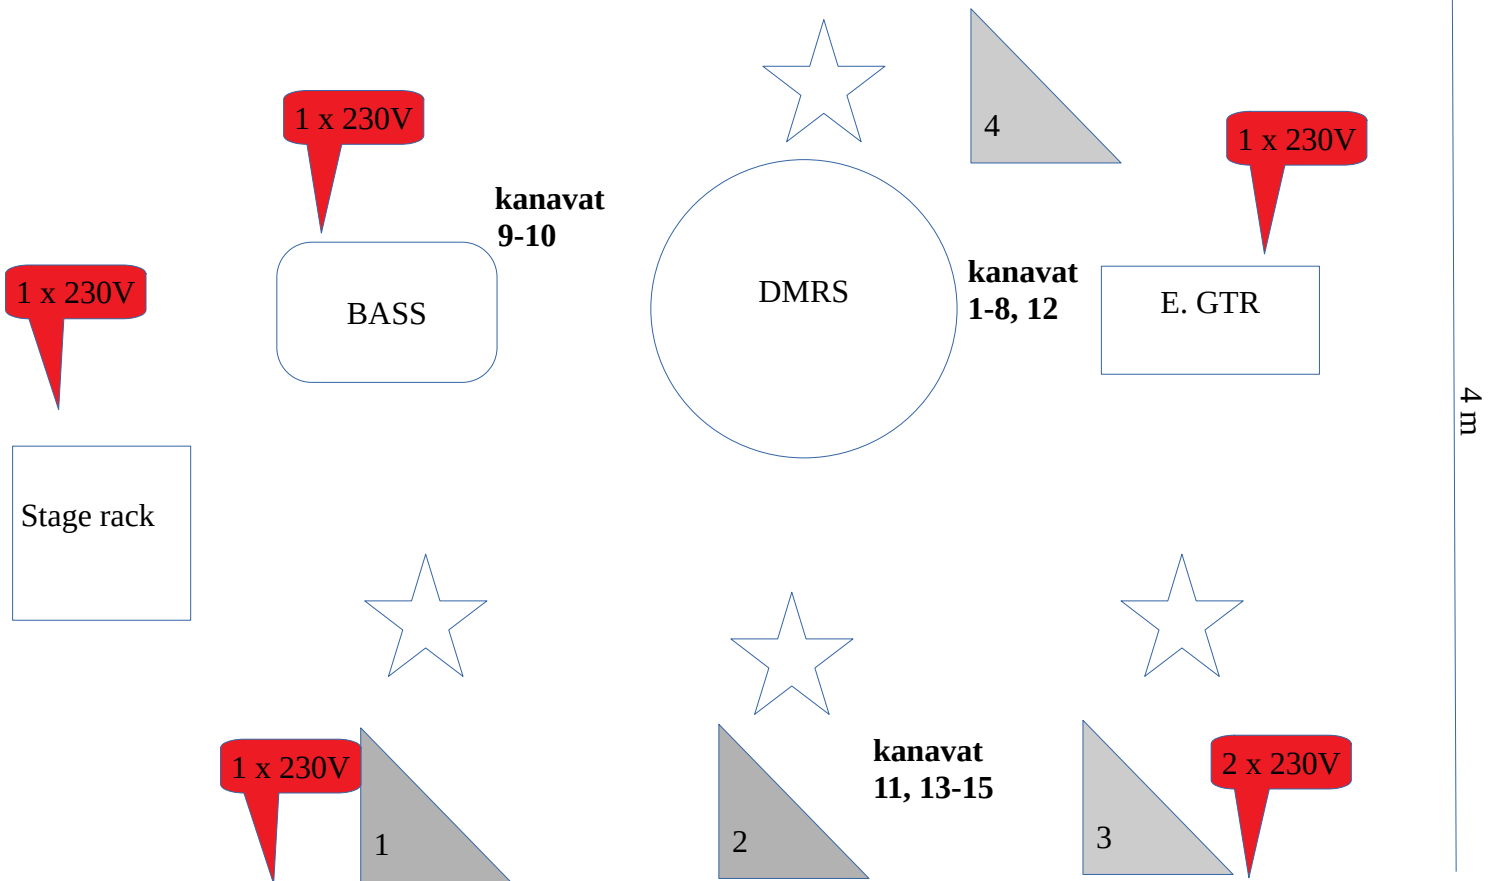 4
1 x 230V
1 x 230V
kanavat
9-10
kanavat
1-8, 12
DMRS
1 x 230V
E. GTR
BASS
4 m
Stage rack
kanavat
11, 13-15
1 x 230V
2 x 230V
1
2
3